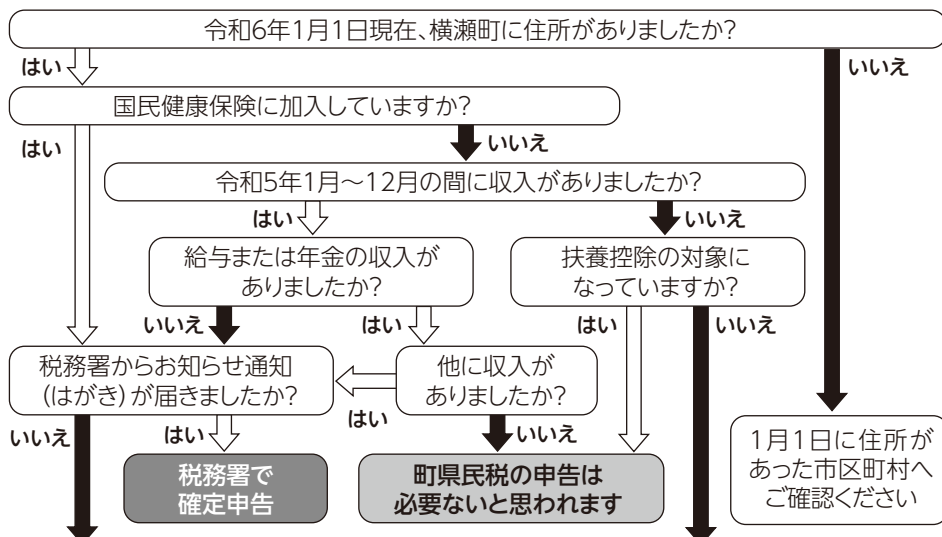 令和6年1月1日現在、横瀬町に住所がありましたか?
はい
いいえ
国民健康保険に加入していますか?
はい
いいえ
令和5年1月～12月の間に収入がありましたか?
はい
いいえ
給与または年金の収入が
ありましたか?
扶養控除の対象に
なっていますか?
いいえ
はい
はい
いいえ
税務署からお知らせ通知
(はがき)が届きましたか?
他に収入が
ありましたか?
はい
いいえ
はい
いいえ
税務署で
確定申告
町県民税の申告は
必要ないと思われます
1月1日に住所が
あった市区町村へ
ご確認ください